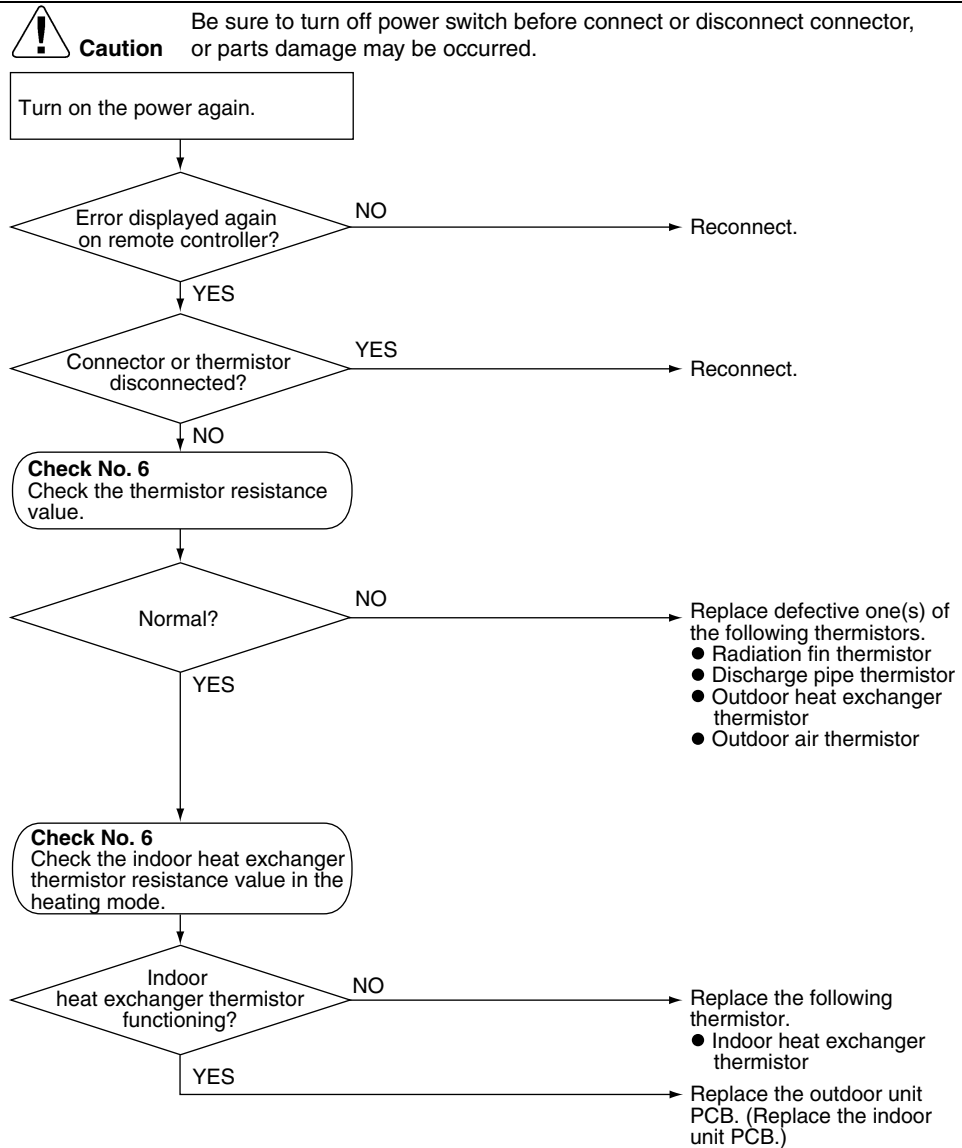 Be sure to turn off power switch before connect or disconnect connector,
Caution or parts damage may be occurred.
Turn on the power again.
Error displayed again
on remote controller?
NO
Reconnect.
YES
Connector or thermistor
disconnected?
YES
Reconnect.
NO
Check No. 6
Check the thermistor resistance
value.
Normal?
NO
Replace defective one(s) of
the following thermistors.
● Radiation fin thermistor
● Discharge pipe thermistor
● Outdoor heat exchanger
thermistor
● Outdoor air thermistor
YES
Check No. 6
Check the indoor heat exchanger
thermistor resistance value in the
heating mode.
Indoor
heat exchanger thermistor
functioning?
NO
Replace the following
thermistor.
● Indoor heat exchanger
thermistor
YES
Replace the outdoor unit
PCB. (Replace the indoor
unit PCB.)